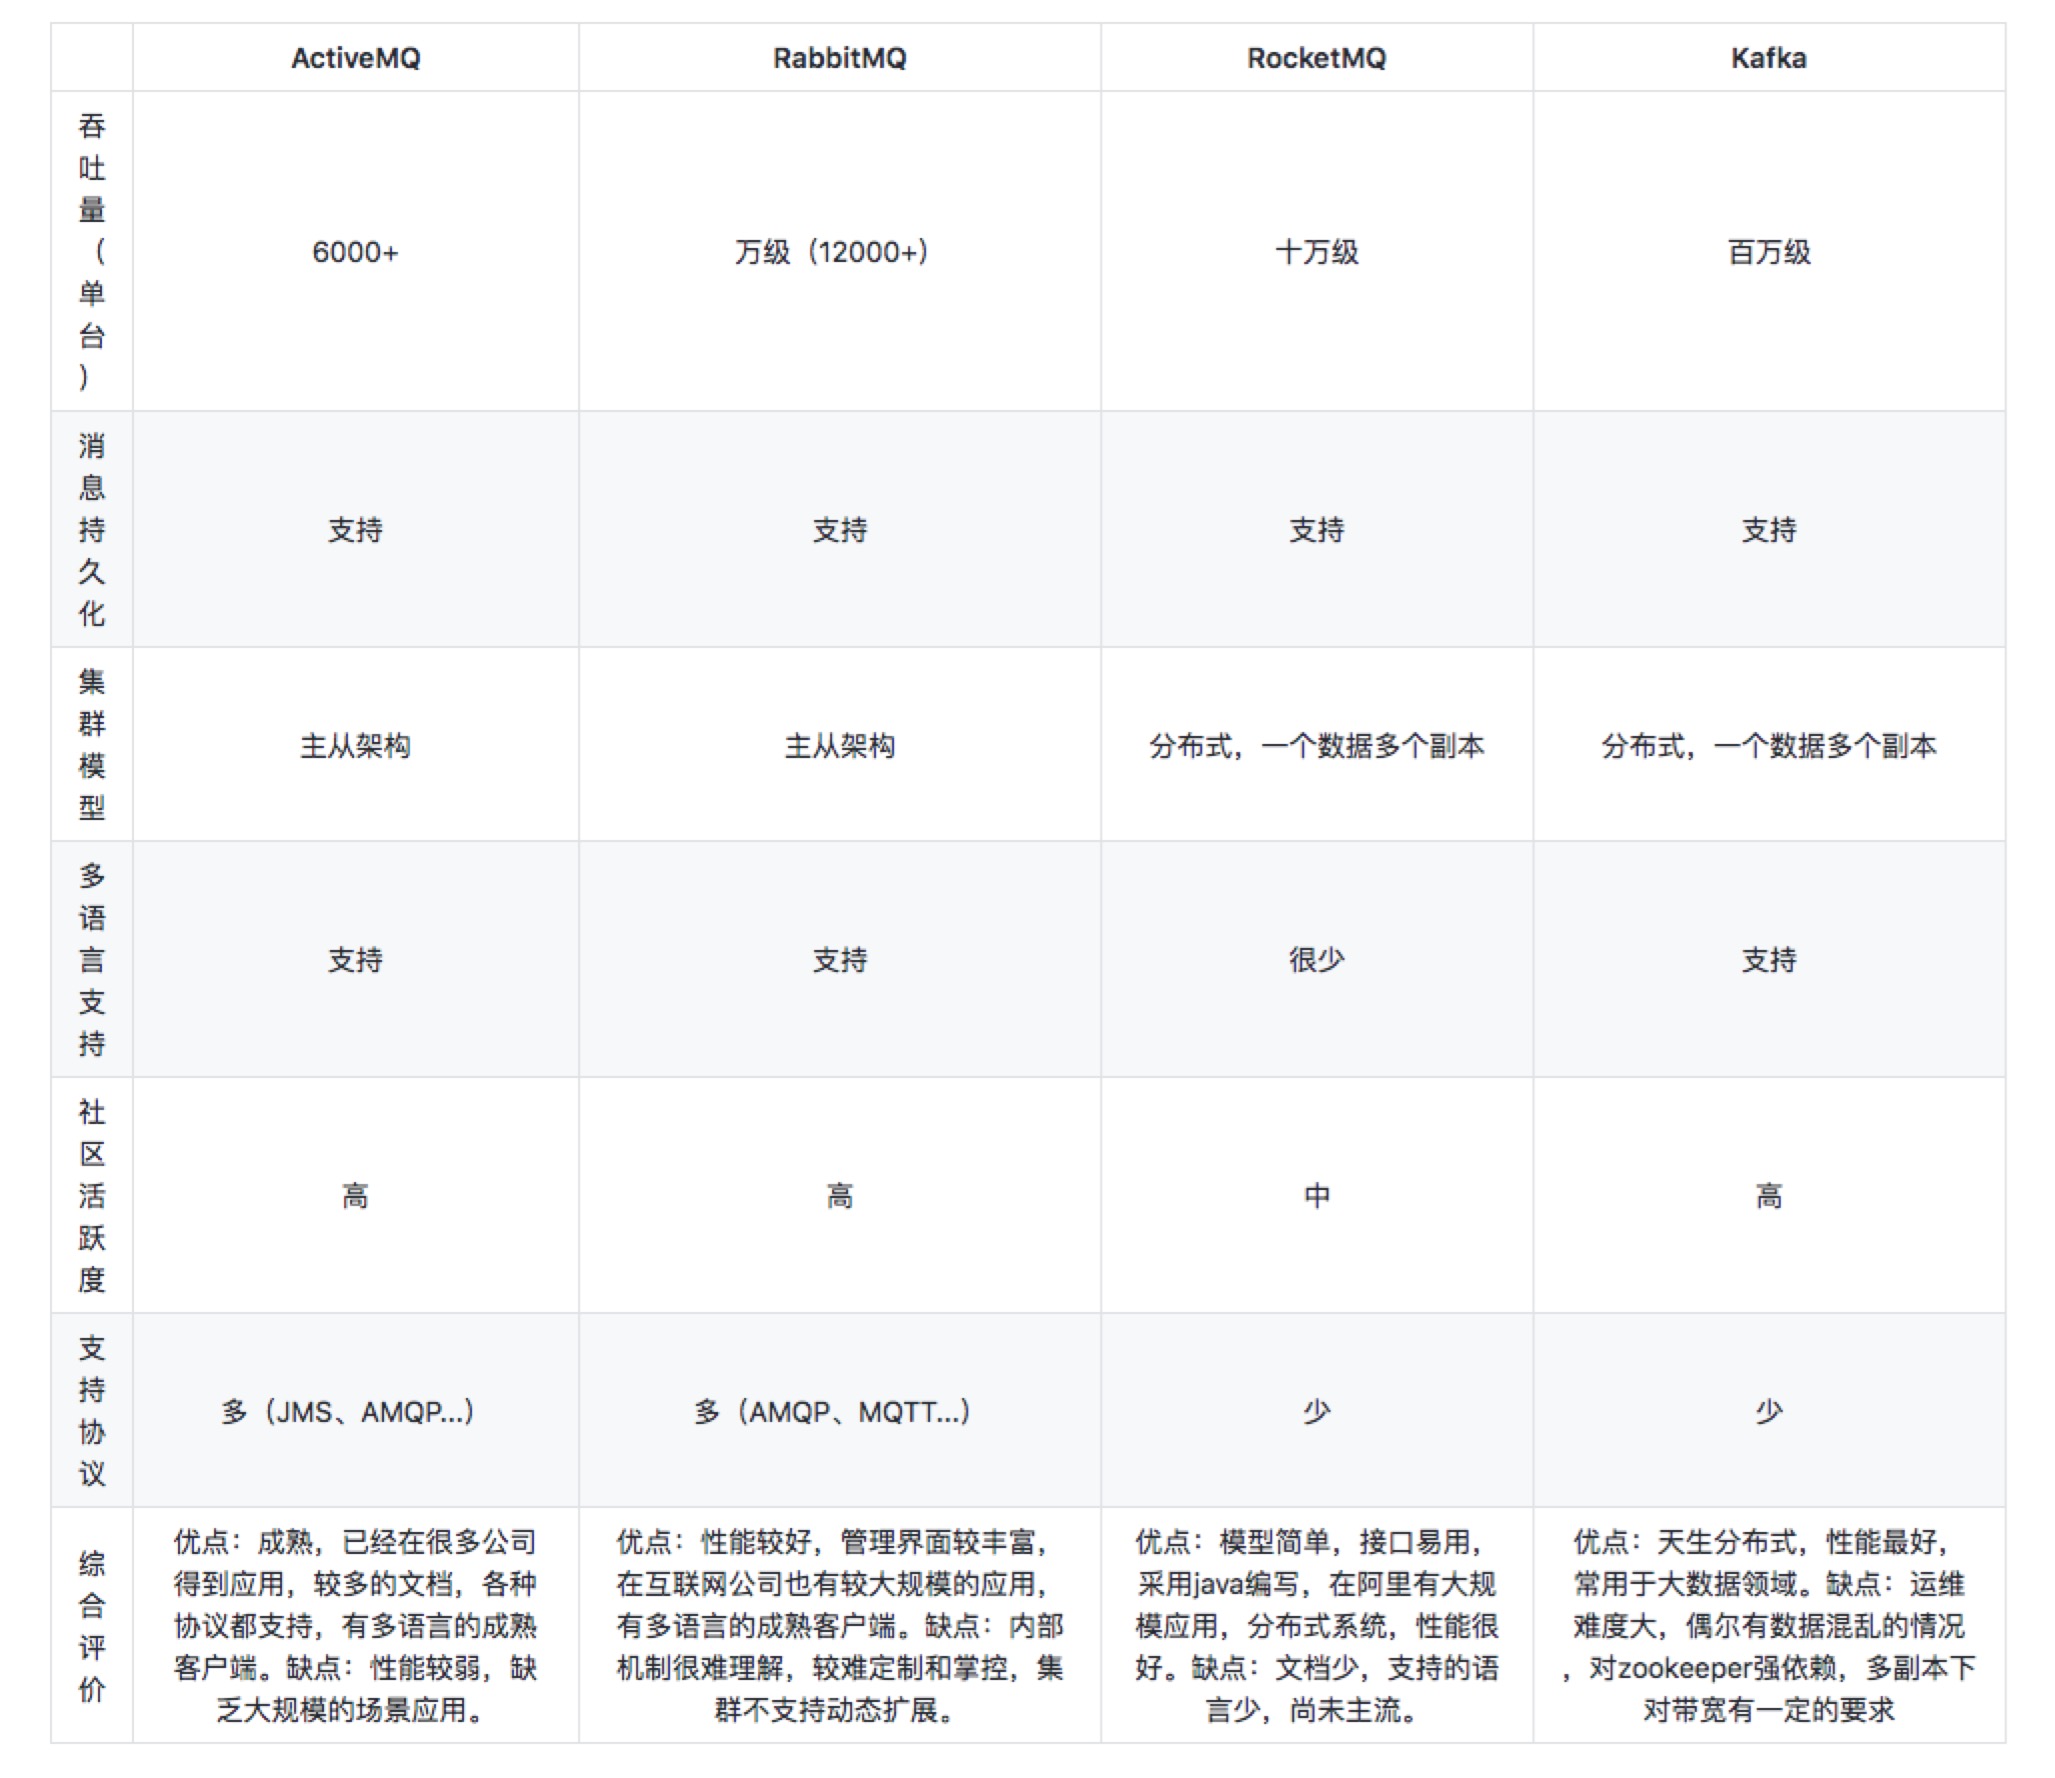 ActiveMQ
RabbitMQ
RocketMQ
Kafka
吞
吐
量
（
单
台
）
6000+
万级（12000+）
十万级
百万级
消
息
持
久
化
支持
支持
支持
支持
集
群
模
型
主从架构
主从架构
分布式，一个数据多个副本
分布式，一个数据多个副本
多
语
言
支
持
支持
支持
很少
支持
社
区
活
跃
度
高
高
中
高
支
持
协
议
多（JMS、AMQP...）
多（AMQP、MQTT...）
少
少
综
合
评
价
优点：成熟，已经在很多公司
得到应用，较多的文档，各种
协议都支持，有多语言的成熟
客户端。缺点：性能较弱，缺
乏大规模的场景应用。
优点：性能较好，管理界面较丰富，
在互联网公司也有较大规模的应用，
有多语言的成熟客户端。缺点：内部
机制很难理解，较难定制和掌控，集
群不支持动态扩展。
优点：模型简单，接口易用，
采用java编写，在阿里有大规
模应用，分布式系统，性能很
好。缺点：文档少，支持的语
言少，尚未主流。
优点：天生分布式，性能最好，
常用于大数据领域。缺点：运维
难度大，偶尔有数据混乱的情况
，对zookeeper强依赖，多副本下
对带宽有一定的要求